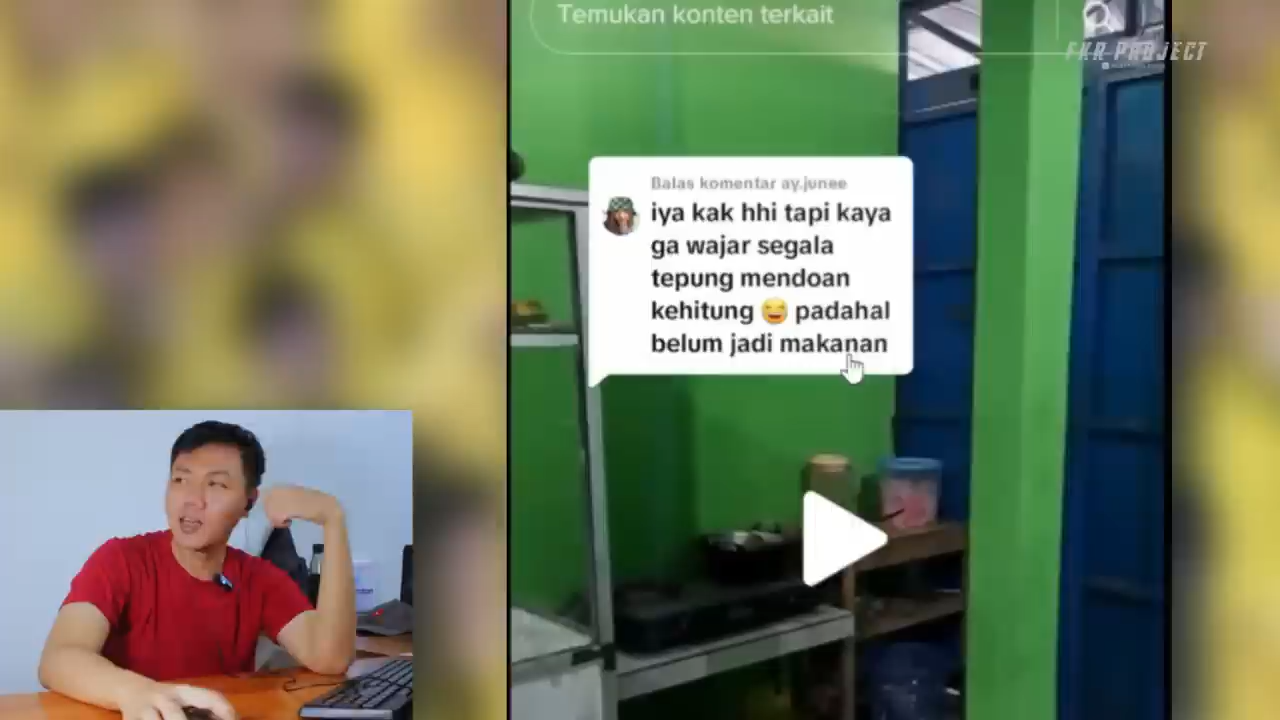 Temukan konten terkait
FKR PROJECT
Balas komentar ay.junee
iya kak hhi tapi kaya
ga wajar segala
tepung mendoan
kehitung 😅 padahal
belum jadi makanan